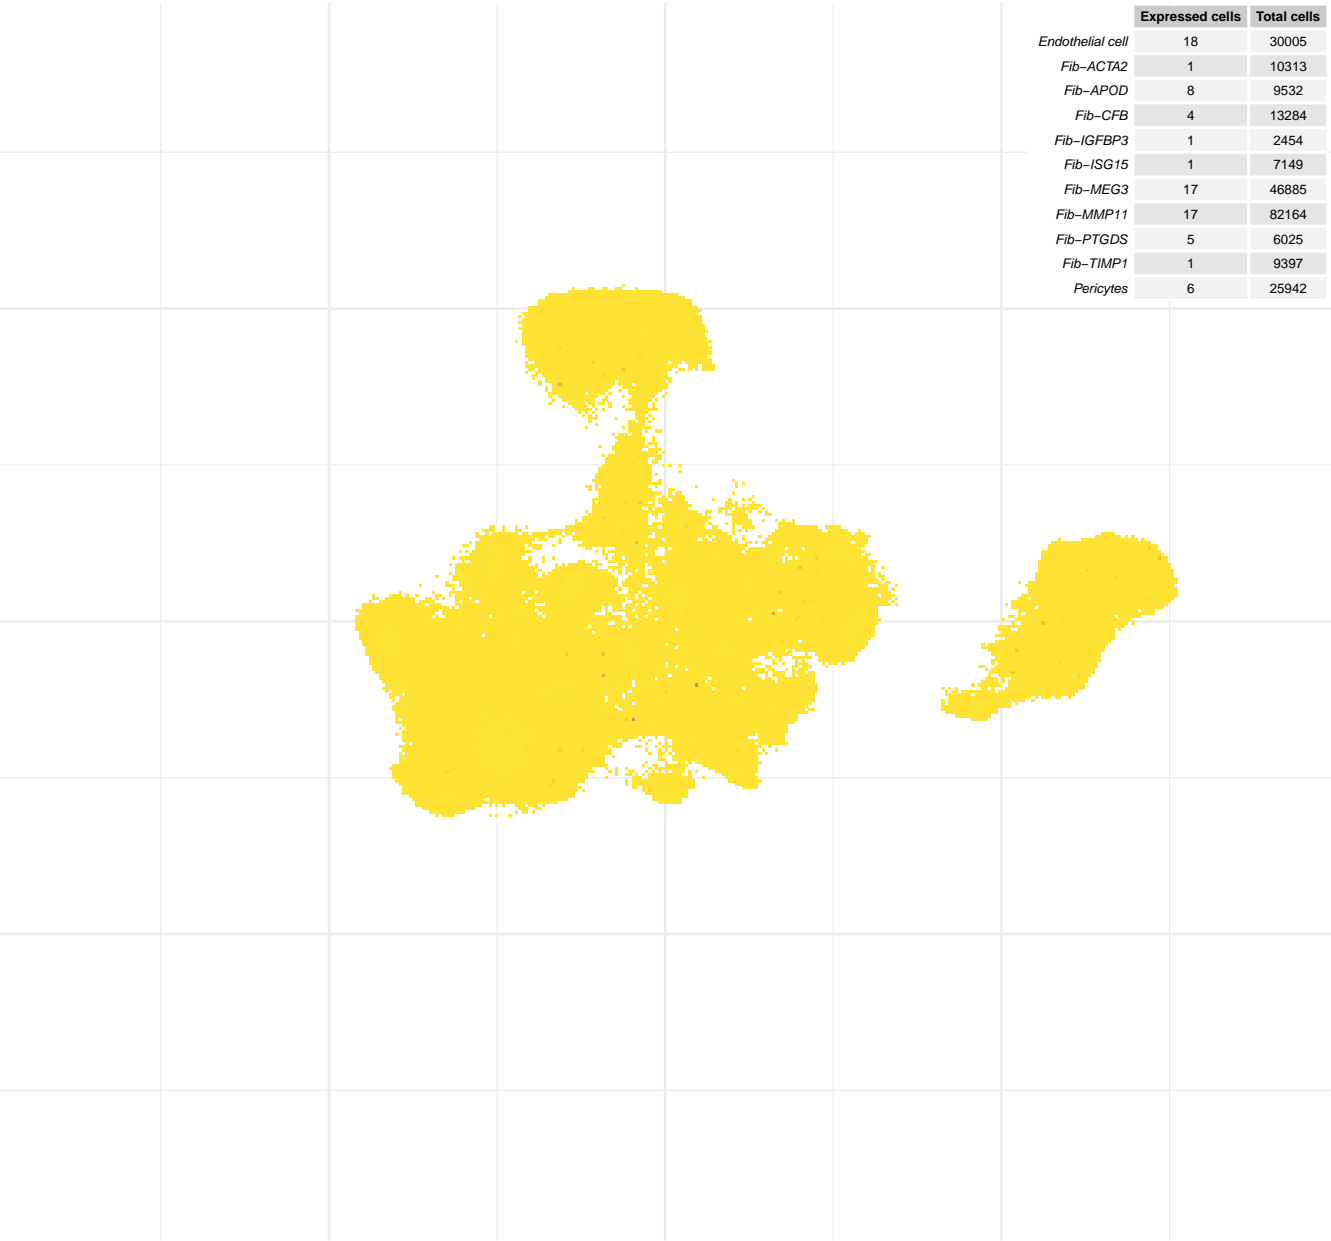 Expressed cells Total cells
Endothelial cell 18 30005
Fib−ACTA2 1 10313
Fib−APOD 8 9532
Fib−CFB 4 13284
Fib−IGFBP3 1 2454
Fib−ISG15 1 7149
Fib−MEG3 17 46885
Fib−MMP11 17 82164
Fib−PTGDS 5 6025
Fib−TIMP1 1 9397
Pericytes 6 25942